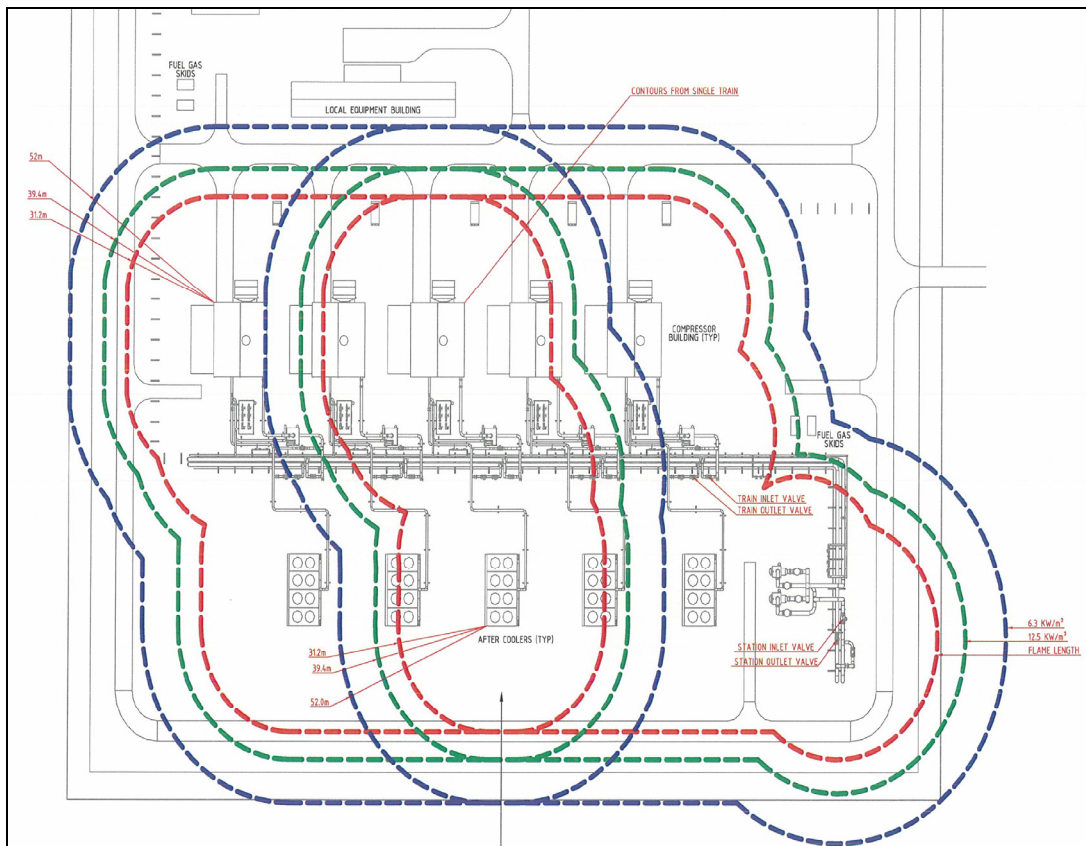 FUEL GAS
SKIDS
LOCAL EQUIPMENT BUILDING
CONTOURS FROM SINGLE TRAIN
52m
39.4m
31.2m
COMPRESSOR
BUILDING (TYP)
FUEL GAS
SKIDS
TRAIN INLET VALVE
TRAIN OUTLET VALVE
AFTER COOLERS (TYP)
31.2m
39.4m
52.0m
STATION INLET VALVE
STATION OUTLET VALVE
6.3 KW/m²
12.5 KW/m²
FLAME LENGTH